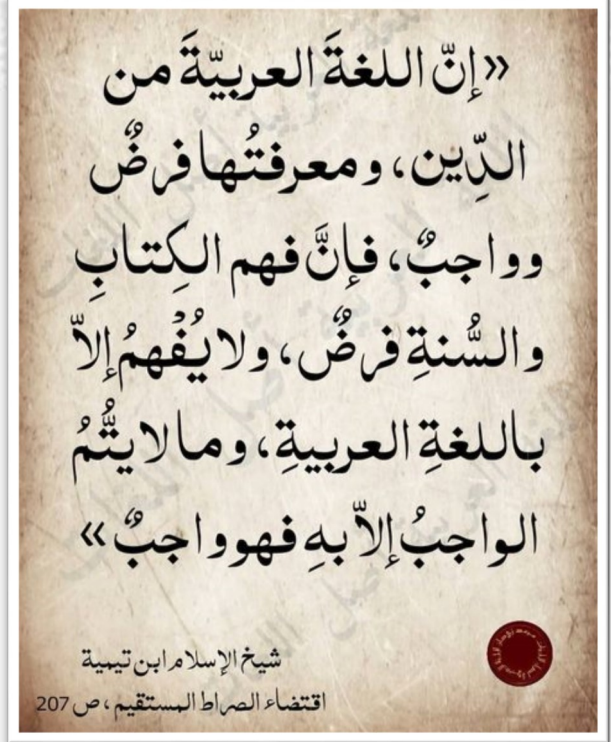 «إنّ اللغةَ العربيّةَ من
الدِّين، ومعرفتُها فرضٌ
وواجبٌ، فإنَّ فهم الكِتابِ
والسُّنةِ فرضٌ، ولا يُفْهمُ إلاّ
باللغةِ العربيةِ، وما لا يتُّمُ
الواجبُ إلاّ بهِ فهو واجبٌ»
شيخ الإسلام ابن تيمية
اقتضاء الصراط المستقيم، ص 207